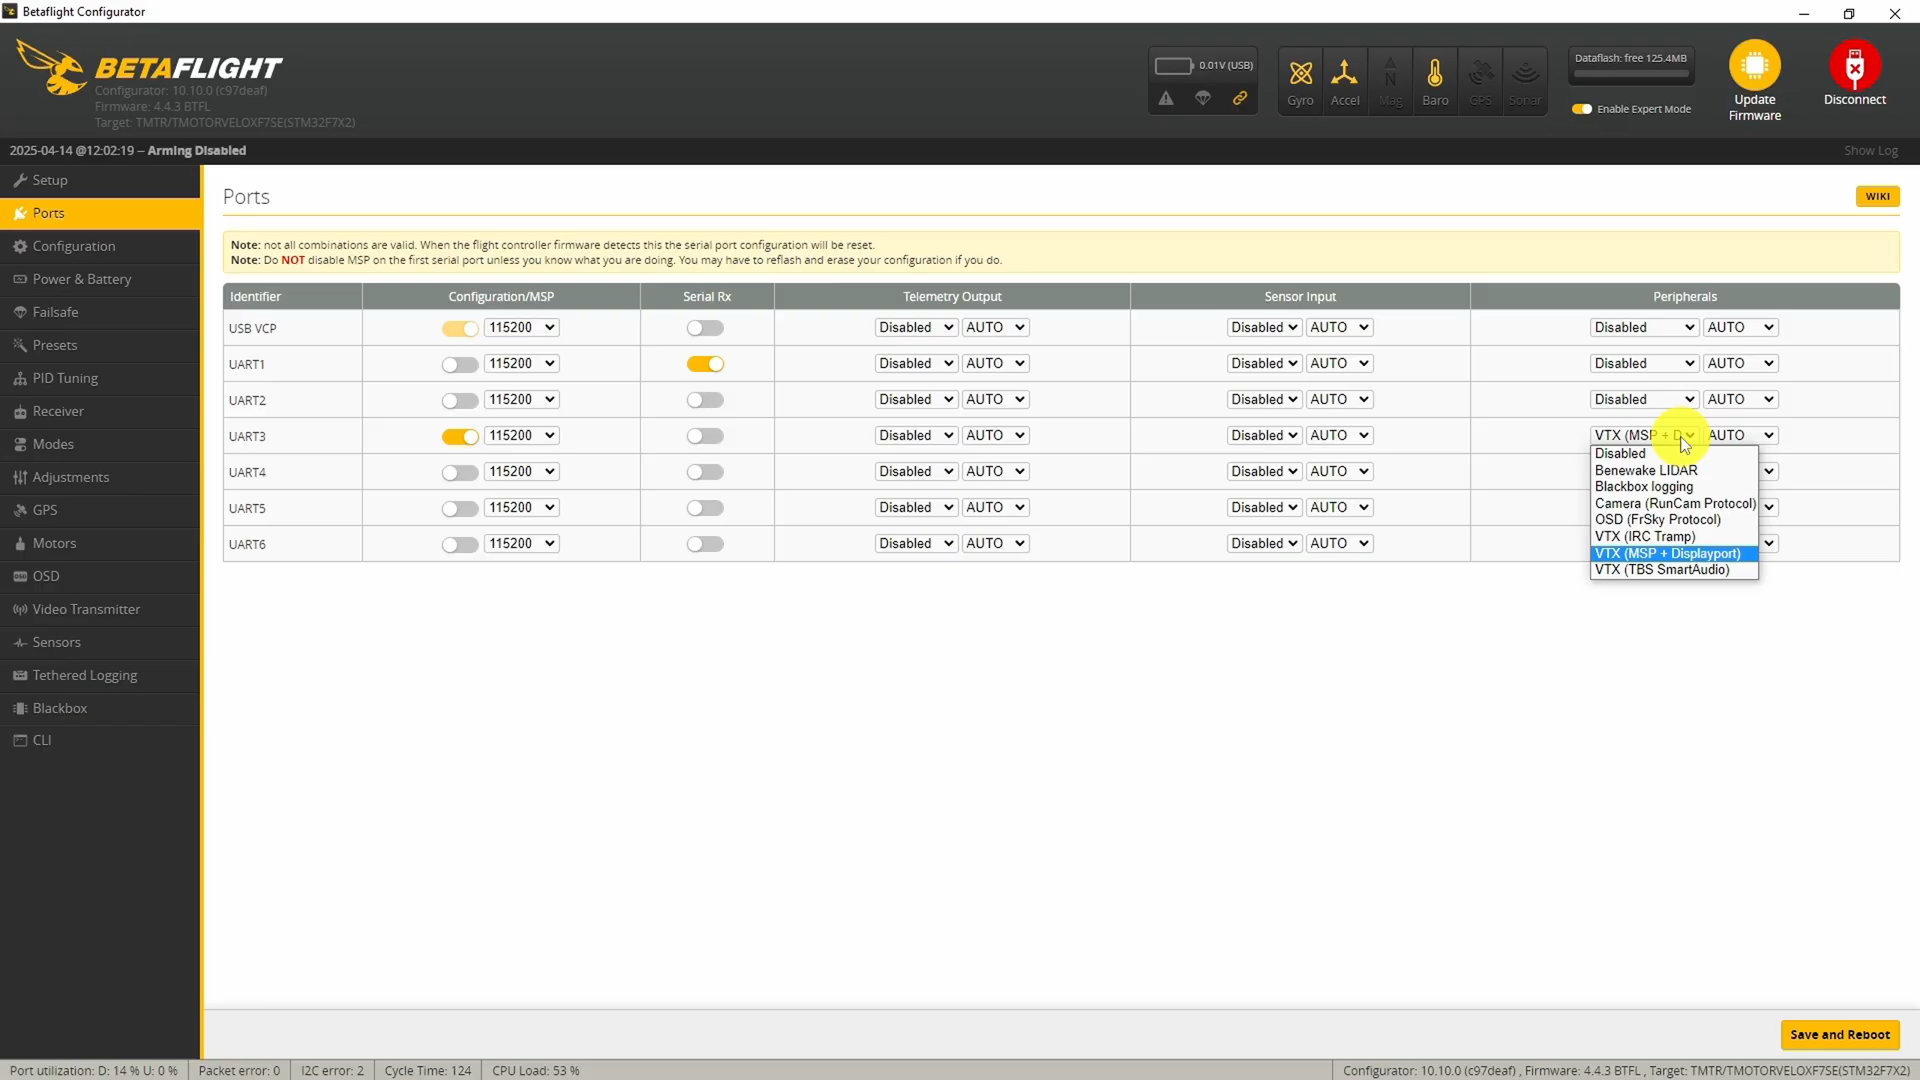 Betaflight Configurator
BETAFLIGHT
Configurator: 10.10.0 (c97deaf)
Firmware: 4.4.3 BTFL
Target: TMTR/TMOTORVELOXF7SE(STM32F7X2)
0.01V (USB)
Gyro
Accel
Mag
Baro
GPS
Sonar
Dataflash: free 125.4MB
Enable Expert Mode
Update
Firmware
Disconnect
2025-04-14 @12:02:19 -- Arming Disabled
Show Log
Setup
Ports
Configuration
Power & Battery
Failsafe
Presets
PID Tuning
Receiver
Modes
Adjustments
GPS
Motors
OSD
Video Transmitter
Sensors
Tethered Logging
Blackbox
CLI
Ports
WIKI
Note: not all combinations are valid. When the flight controller firmware detects this the serial port configuration will be reset.
Note: Do NOT disable MSP on the first serial port unless you know what you are doing. You may have to reflash and erase your configuration if you do.
Identifier Configuration/MSP Serial Rx Telemetry Output Sensor Input Peripherals
USB VCP 115200 Disabled AUTO Disabled AUTO Disabled AUTO
UART1 115200 Disabled AUTO Disabled AUTO Disabled AUTO
UART2 115200 Disabled AUTO Disabled AUTO Disabled AUTO
UART3 115200 Disabled AUTO Disabled AUTO VTX (MSP + D AUTO
UART4 115200 Disabled AUTO Disabled AUTO
UART5 115200 Disabled AUTO Disabled AUTO
UART6 115200 Disabled AUTO Disabled AUTO
Disabled
Benewake LIDAR
Blackbox logging
Camera (RunCam Protocol)
OSD (FrSky Protocol)
VTX (IRC Tramp)
VTX (MSP + Displayport)
VTX (TBS SmartAudio)
Save and Reboot
Port utilization: D: 14 % U: 0 % Packet error: 0 I2C error: 2 Cycle Time: 124 CPU Load: 53 % Configurator: 10.10.0 (c97deaf) , Firmware: 4.4.3 BTFL , Target: TMTR/TMOTORVELOXF7SE(STM32F7X2)